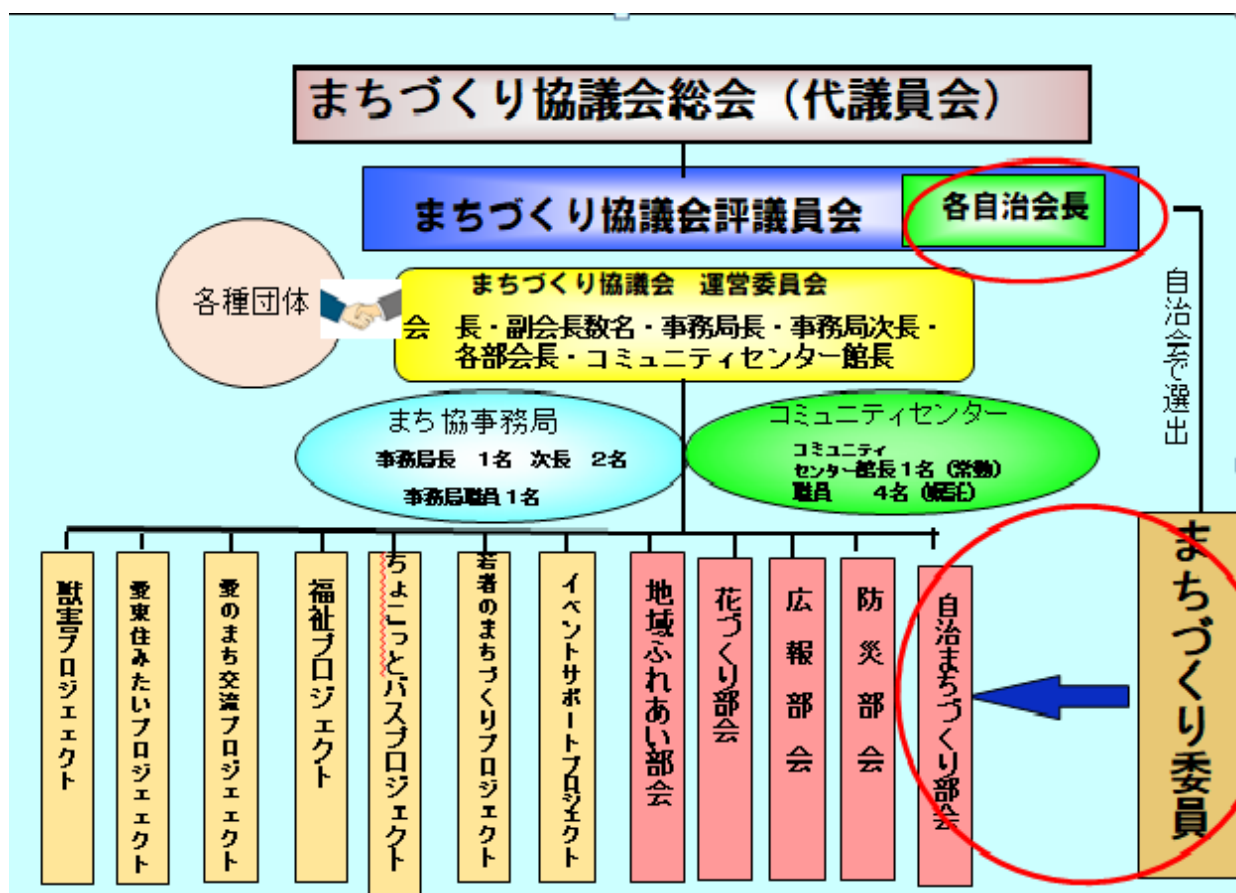 まちづくり協議会総会（代議員会）
まちづくり協議会評議員会
各自治会長
各種団体
まちづくり協議会　運営委員会
会　長・副会長数名・事務局長・事務局次長・
各部会長・コミュニティセンター館長
自治会で選出
まち協事務局
事務局長　1名　次長　2名
事務局職員1名
コミュニティセンター
コミュニティ
センター館長1名（常勤）
職員　　4名（嘱託）
獣害プロジェェクト
愛東住みたいプロジェェクト
愛のまち交流プロジェェクト
福祉プロジェクト
ちょこっとバスプロジェクト
若者のまちづくりプロジェクト
イベントサポートプロジェクト
地域ふれあい部会
花づくり部会
広報部会
防災部会
自治まちづくり部会
まちづくり委員